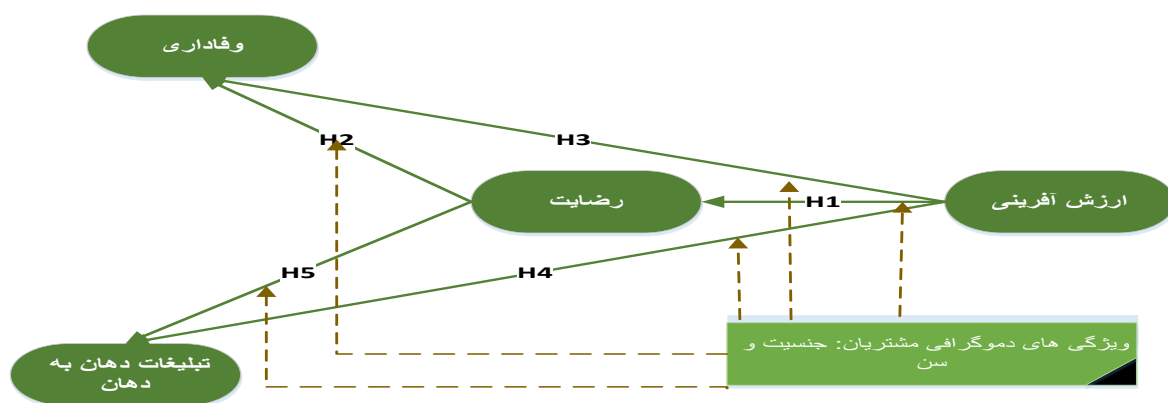 وفاداری
H2
H3
رضایت
H1
ارزش آفرینی
H5
H4
تبلیغات دهان به
دهان
ویژگی های دموگرافی مشتریان: جنسیت و
سن